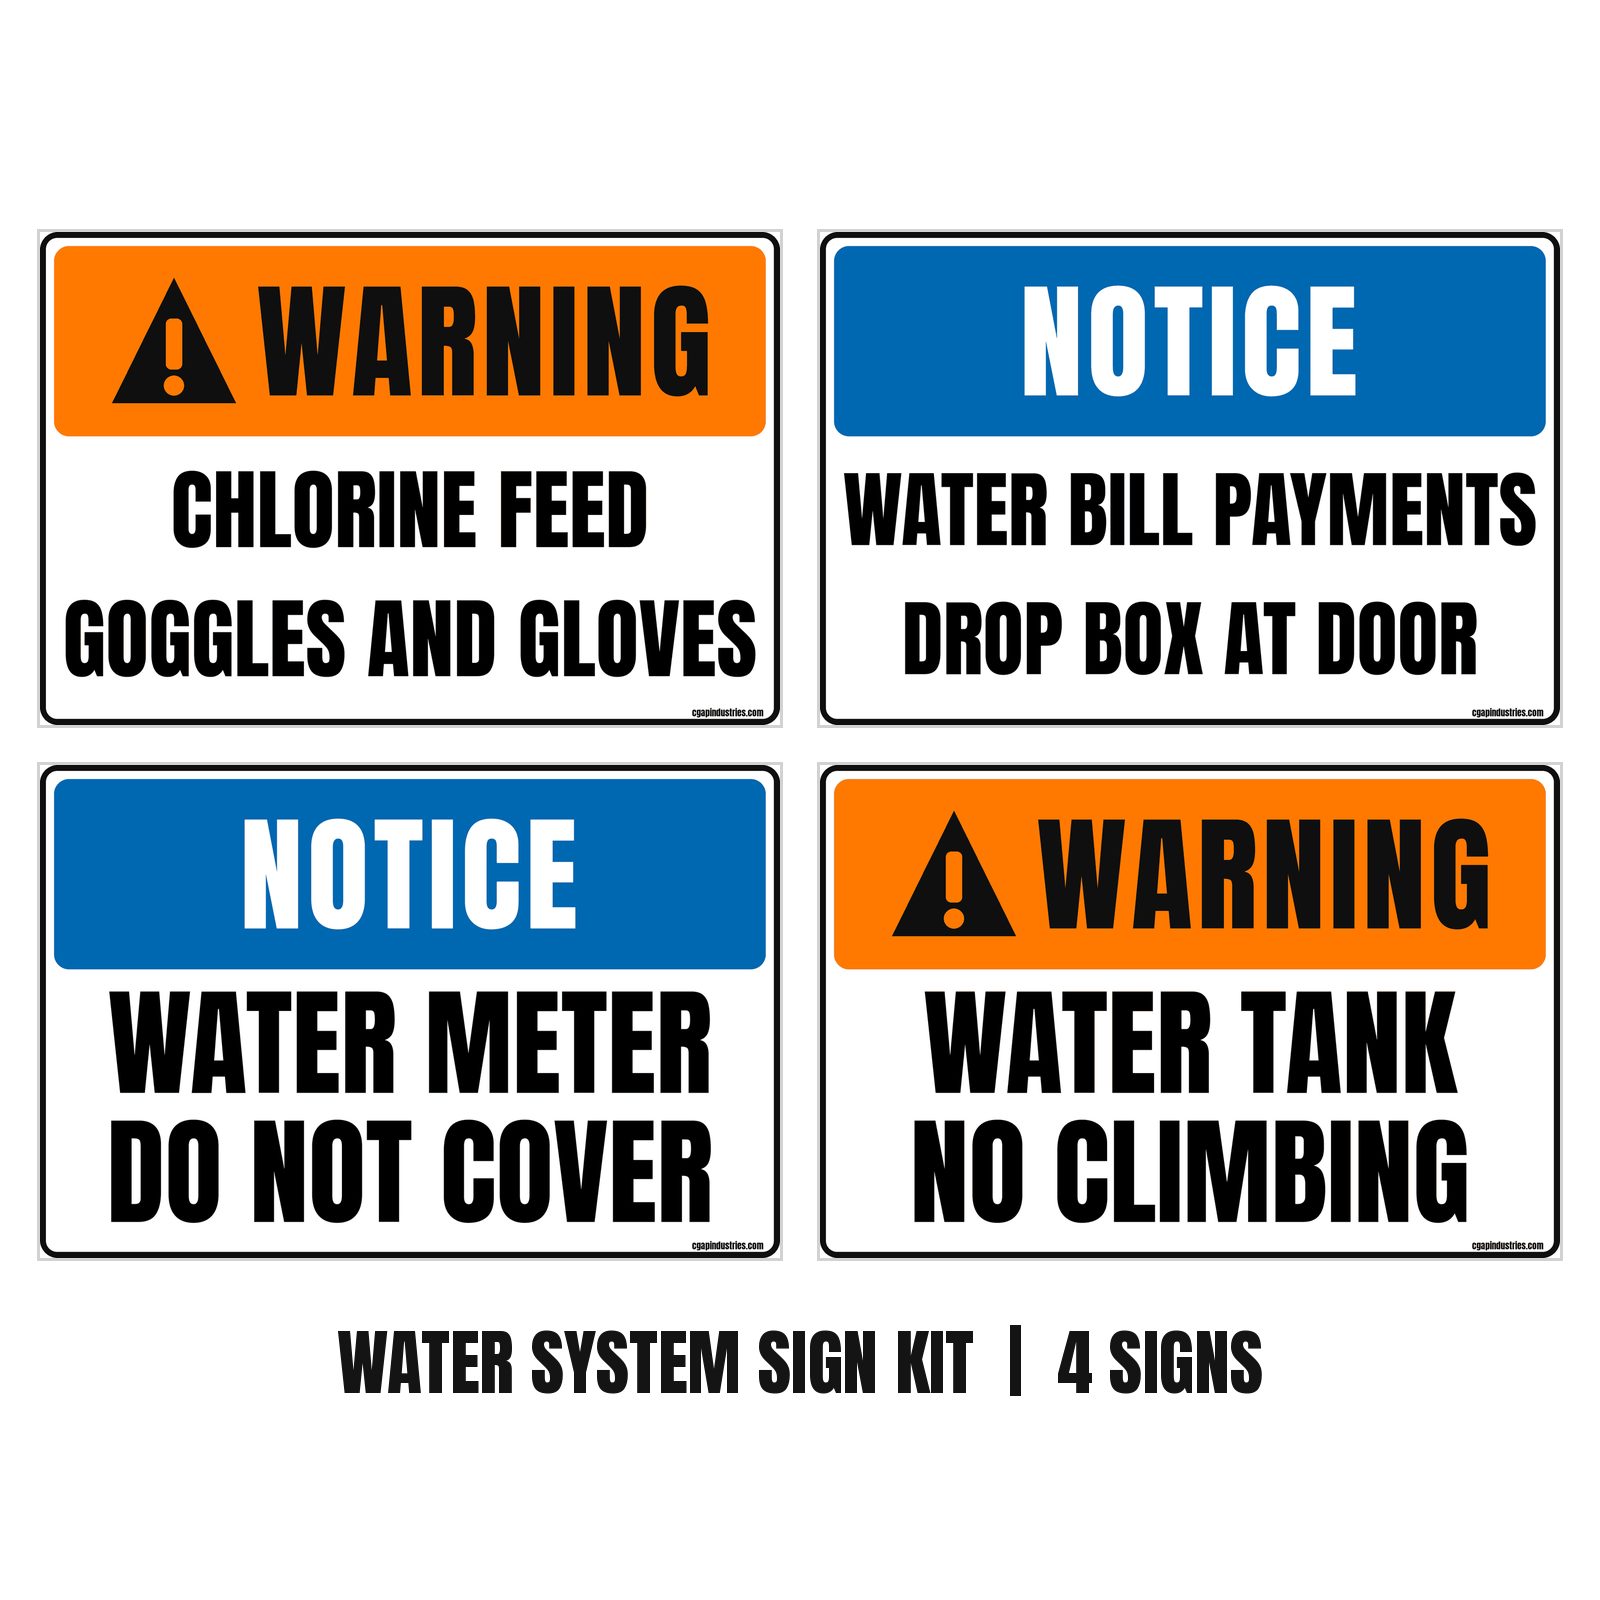 WARNING
CHLORINE FEED
GOGGLES AND GLOVES
cgapindustries.com
NOTICE
WATER BILL PAYMENTS
DROP BOX AT DOOR
cgapindustries.com
NOTICE
WATER METER
DO NOT COVER
cgapindustries.com
WARNING
WATER TANK
NO CLIMBING
cgapindustries.com
WATER SYSTEM SIGN KIT | 4 SIGNS